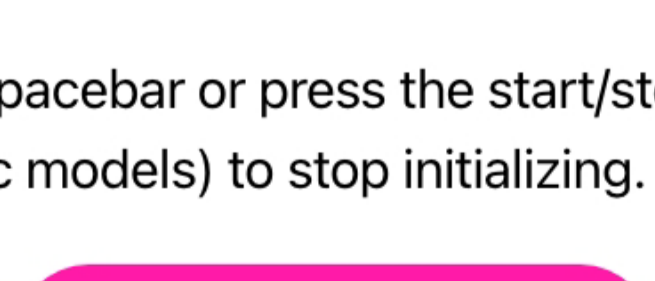 pacebar or press the start/st
c models) to stop initializing.